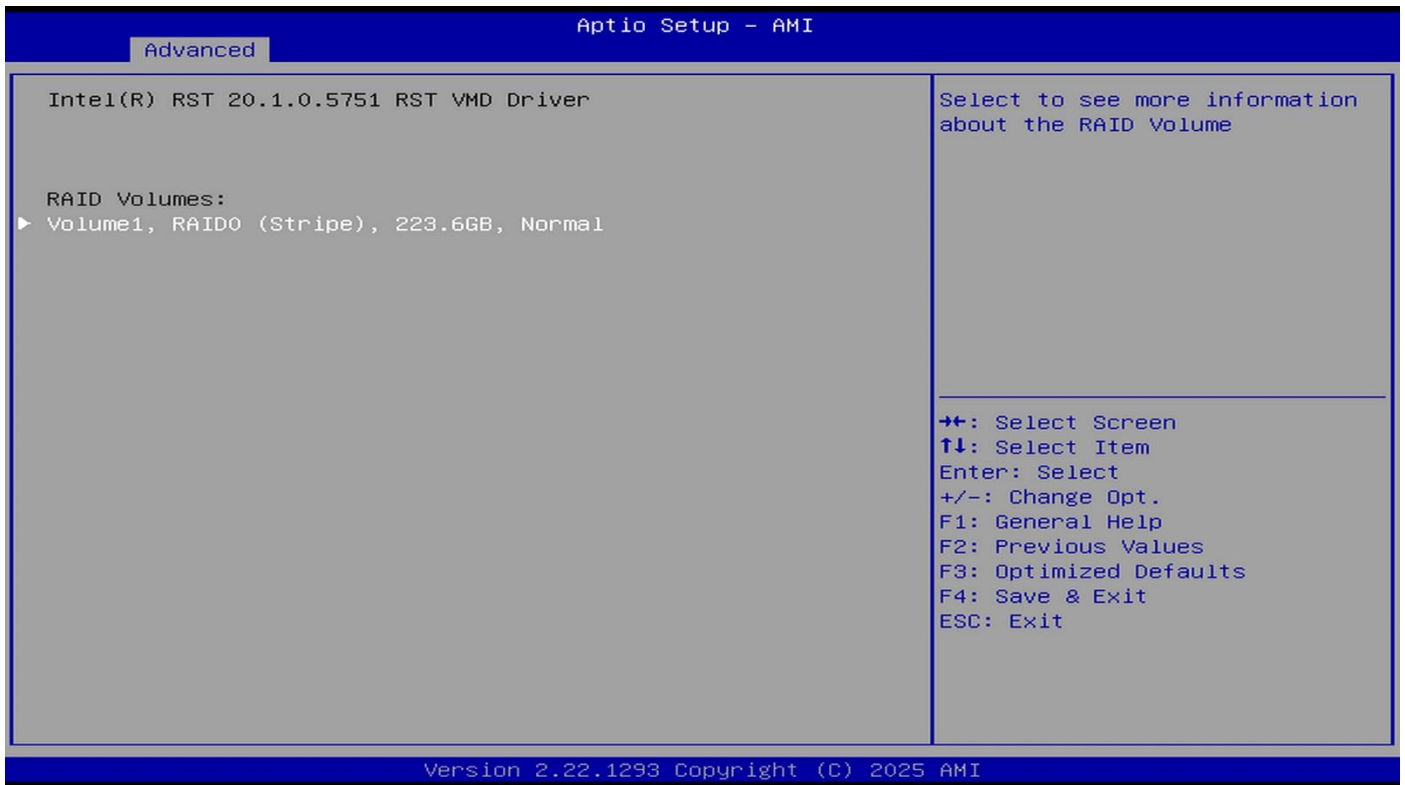 Aptio Setup – AMI
Advanced
Intel(R) RST 20.1.0.5751 RST VMD Driver
RAID Volumes:
▶ Volume1, RAID0 (Stripe), 223.6GB, Normal
Select to see more information
about the RAID Volume
→←: Select Screen
↑↓: Select Item
Enter: Select
+/-: Change Opt.
F1: General Help
F2: Previous Values
F3: Optimized Defaults
F4: Save & Exit
ESC: Exit
Version 2.22.1293 Copyright (C) 2025 AMI